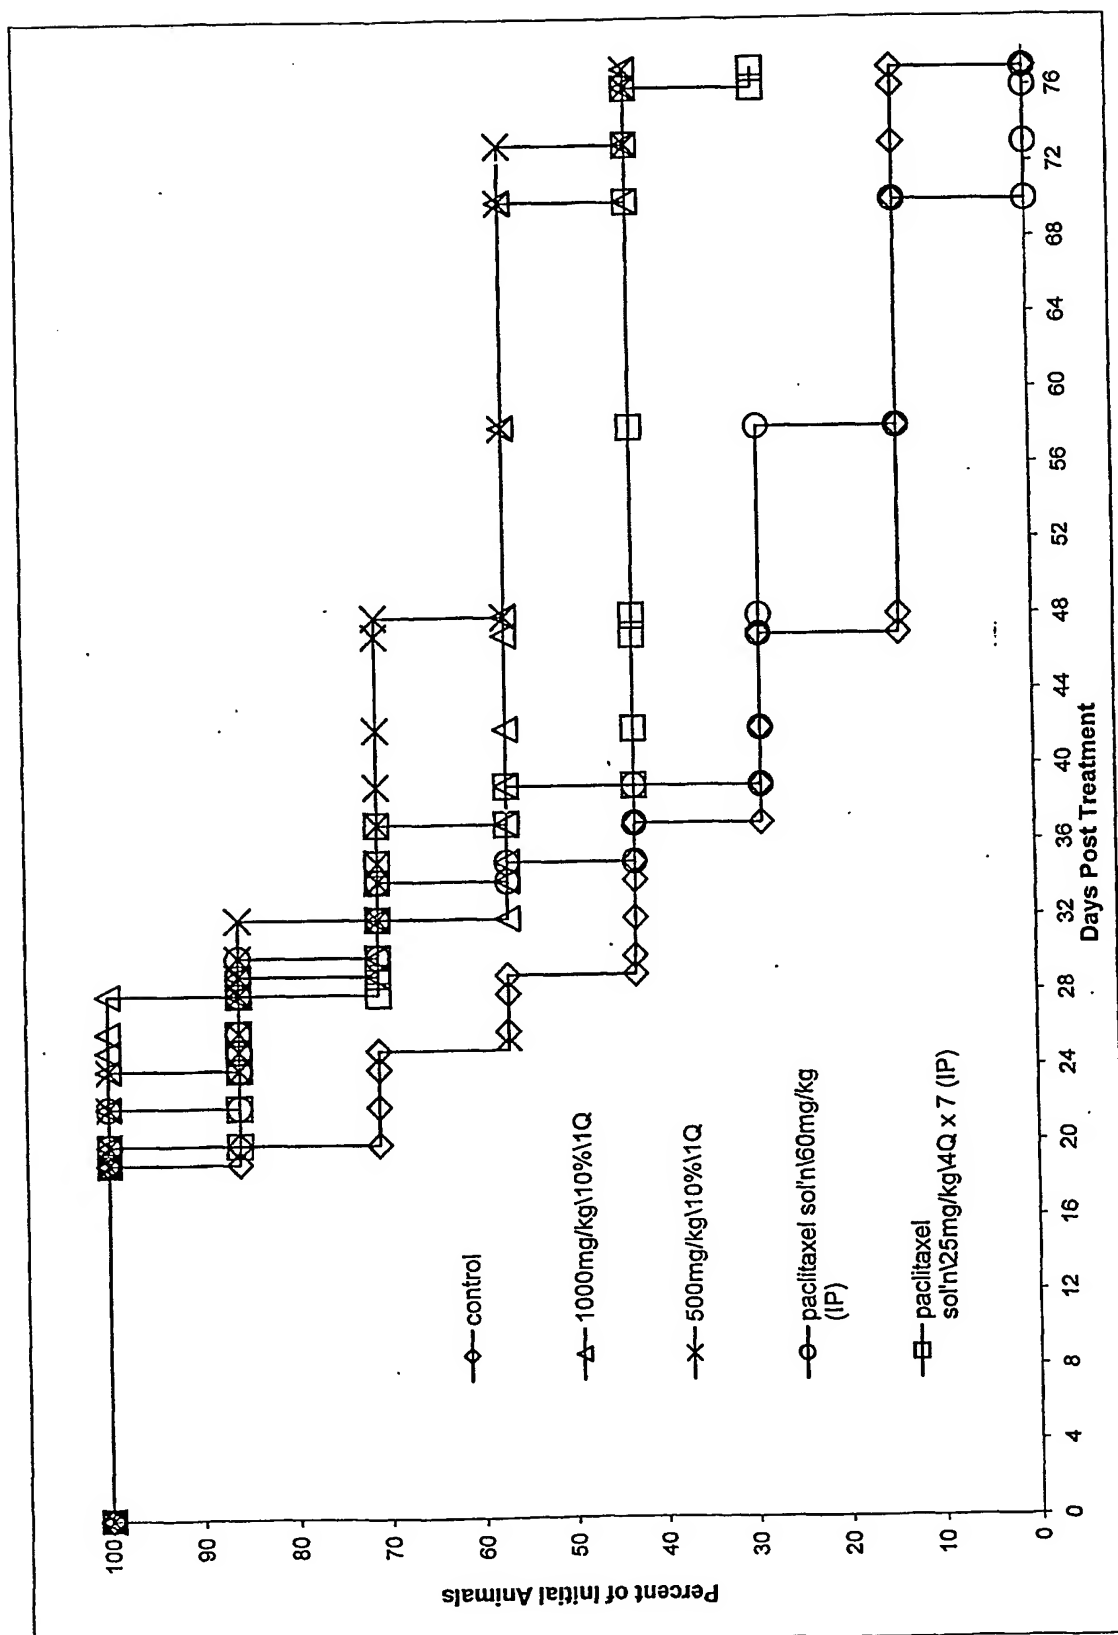 Percent of Initial Animals
100
90
80
70
60
50
40
30
20
10
0
control
1000mg/kg\10%\1Q
500mg/kg\10%\1Q
paclitaxel sol'n\60mg/kg
(IP)
paclitaxel
sol'n\25mg/kg\4Q x 7 (IP)
0 4 8 12 16 20 24 28 32 36 40 44 48 52 56 60 64 68 72 76
Days Post Treatment